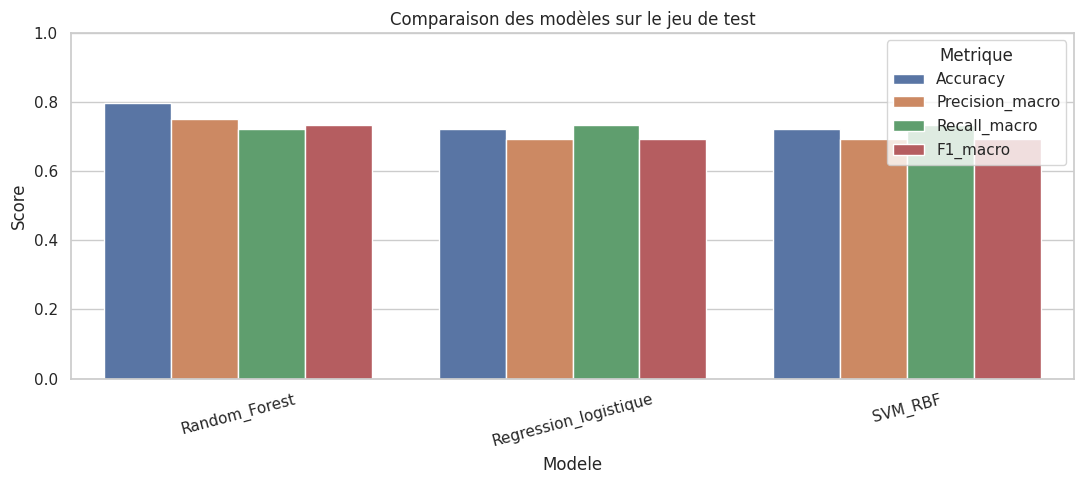 Comparaison des modèles sur le jeu de test
Metrique
Accuracy
Precision_macro
Recall_macro
F1_macro
Score
1.0
0.8
0.6
0.4
0.2
0.0
Random_Forest
Regression_logistique
SVM_RBF
Modele